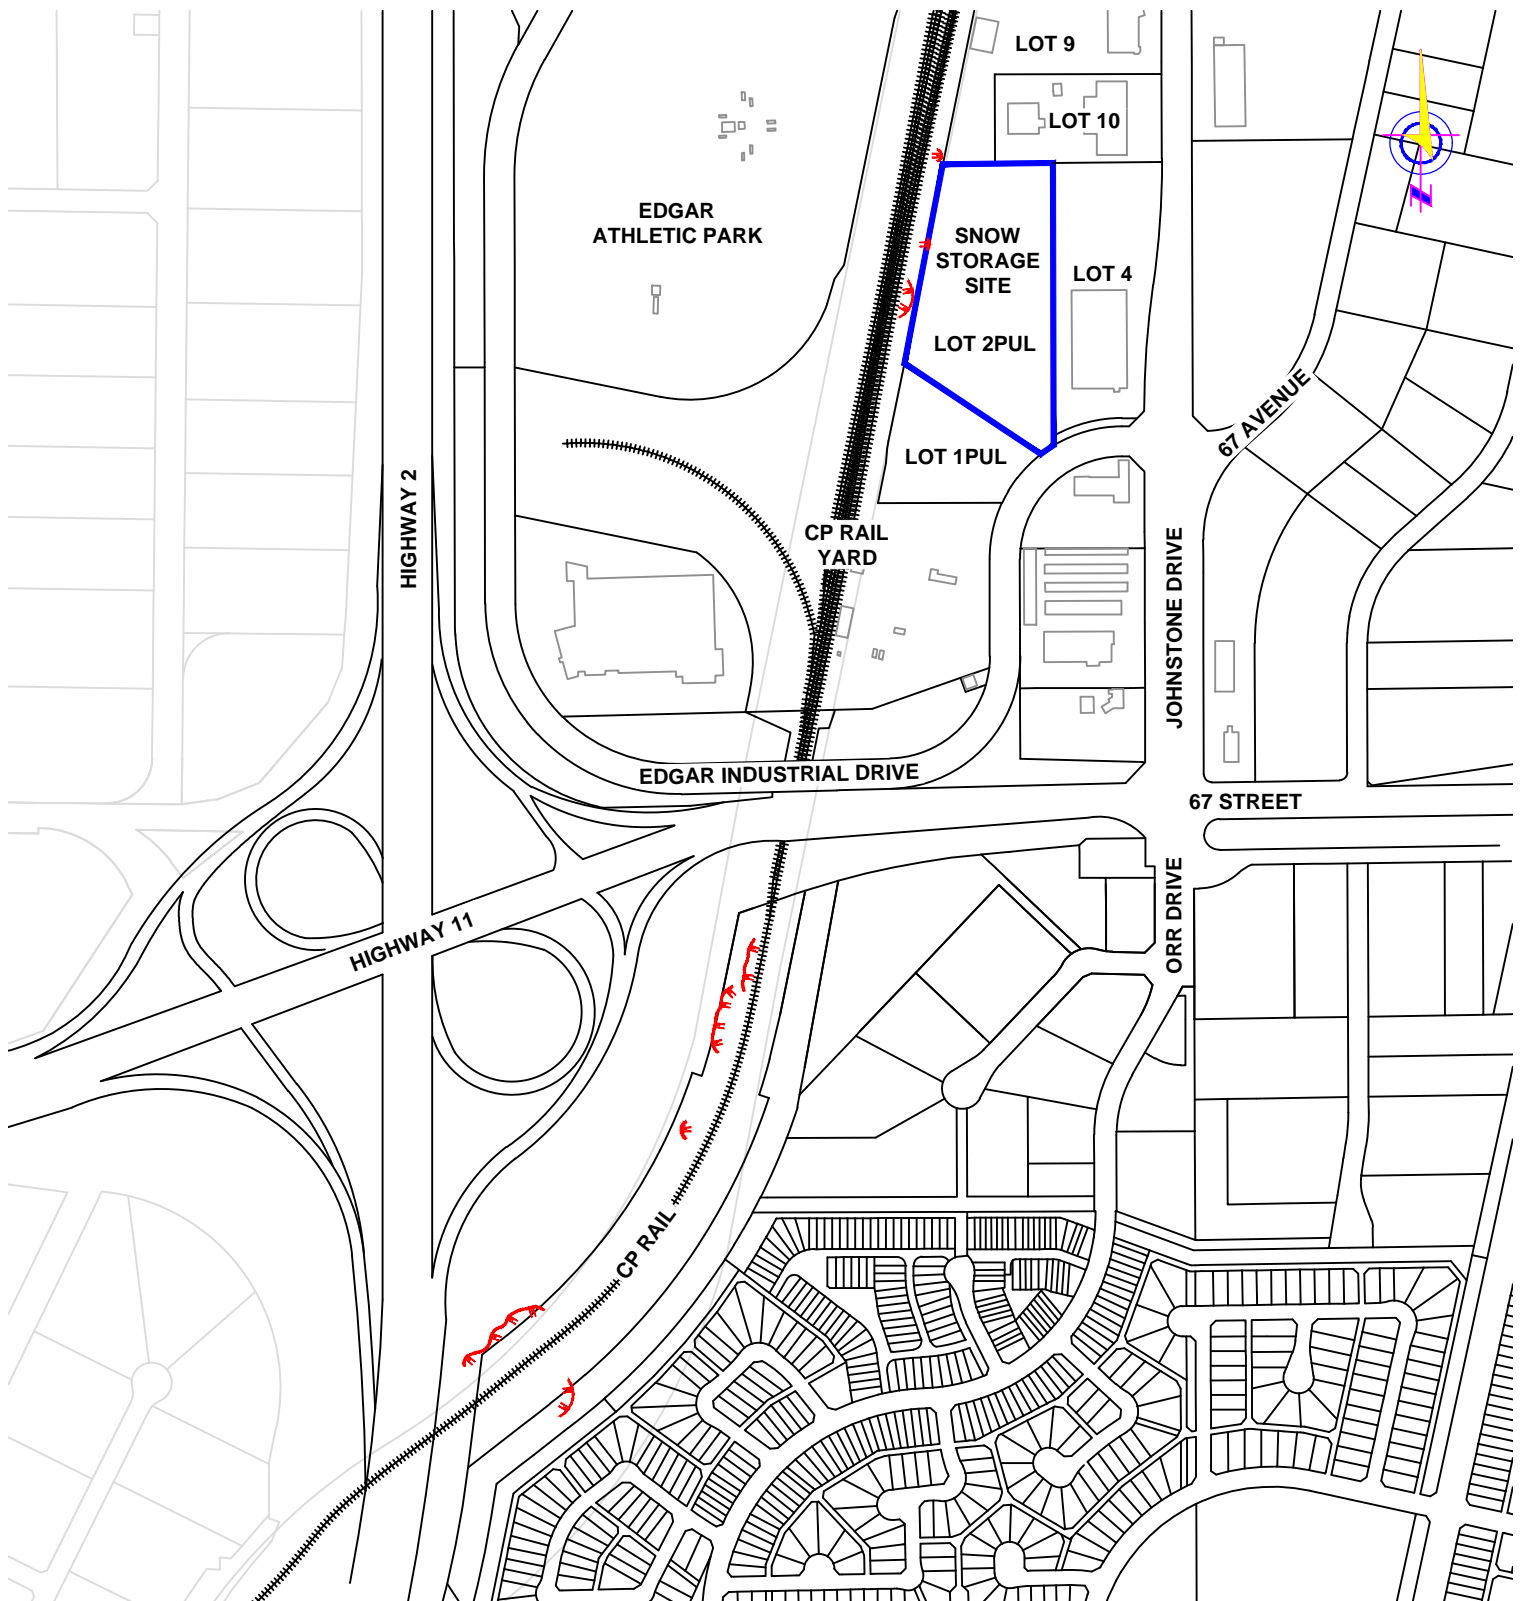 LOT 9
LOT 10
EDGAR
ATHLETIC PARK
SNOW
STORAGE
SITE
LOT 4
LOT 2PUL
67 AVENUE
LOT 1PUL
HIGHWAY 2
CP RAIL
YARD
JOHNSTONE DRIVE
EDGAR INDUSTRIAL DRIVE
67 STREET
ORR DRIVE
HIGHWAY 11
CP RAIL
N